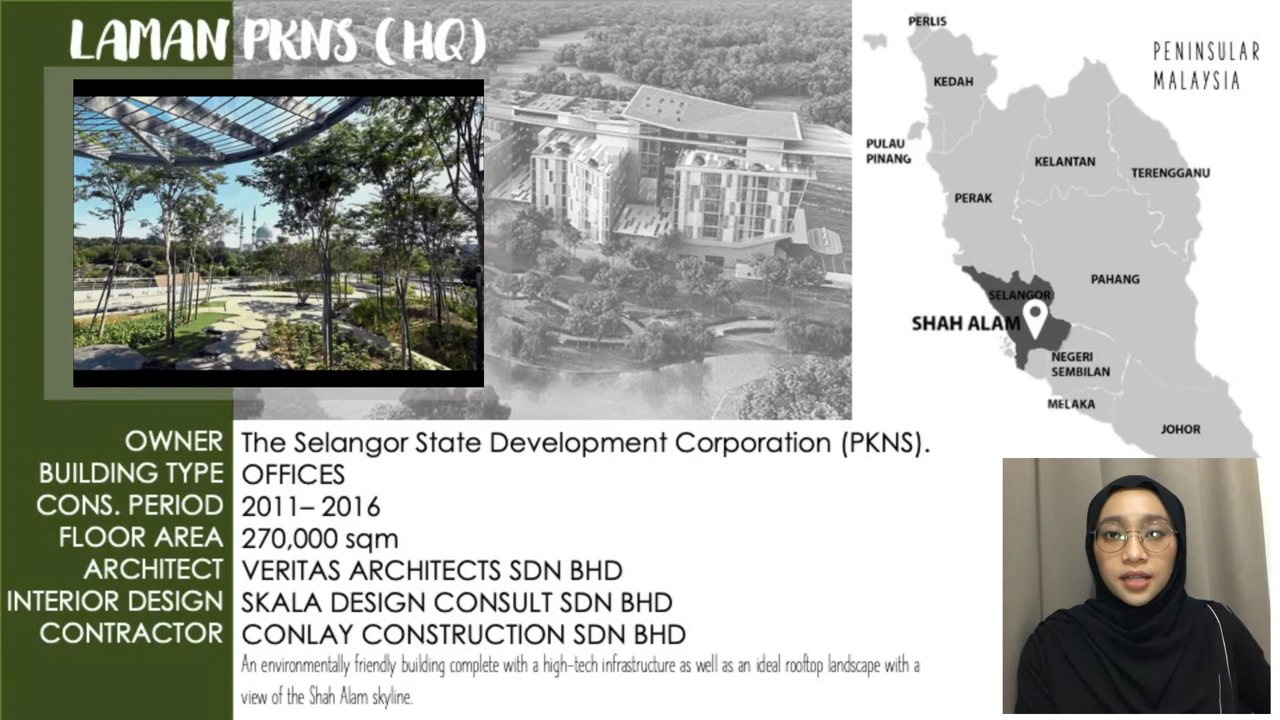 LAMAN PKNS (HQ)
PENINSULAR
MALAYSIA
PERLIS
KEDAH
PULAU
PINANG
KELANTAN
TERENGGANU
PERAK
PAHANG
SELANGOR
SHAH ALAM
NEGERI
SEMBILAN
MELAKA
JOHOR
OWNER The Selangor State Development Corporation (PKNS).
BUILDING TYPE OFFICES
CONS. PERIOD 2011– 2016
FLOOR AREA 270,000 sqm
ARCHITECT VERITAS ARCHITECTS SDN BHD
INTERIOR DESIGN SKALA DESIGN CONSULT SDN BHD
CONTRACTOR CONLAY CONSTRUCTION SDN BHD
An environmentally friendly building complete with a high-tech infrastructure as well as an ideal rooftop landscape with a
view of the Shah Alam skyline.